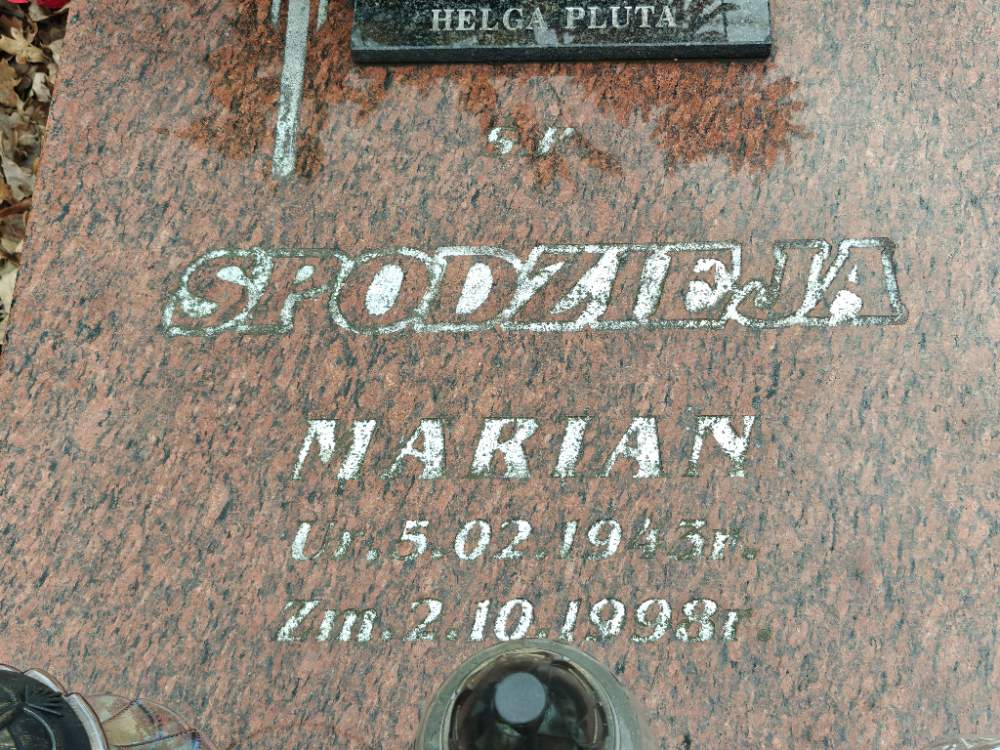 HELGA PLUTA
S.P.
SPODZIEJA
MARIAN
Ur. 5.02.1943r.
Zm. 2.10.1998r.